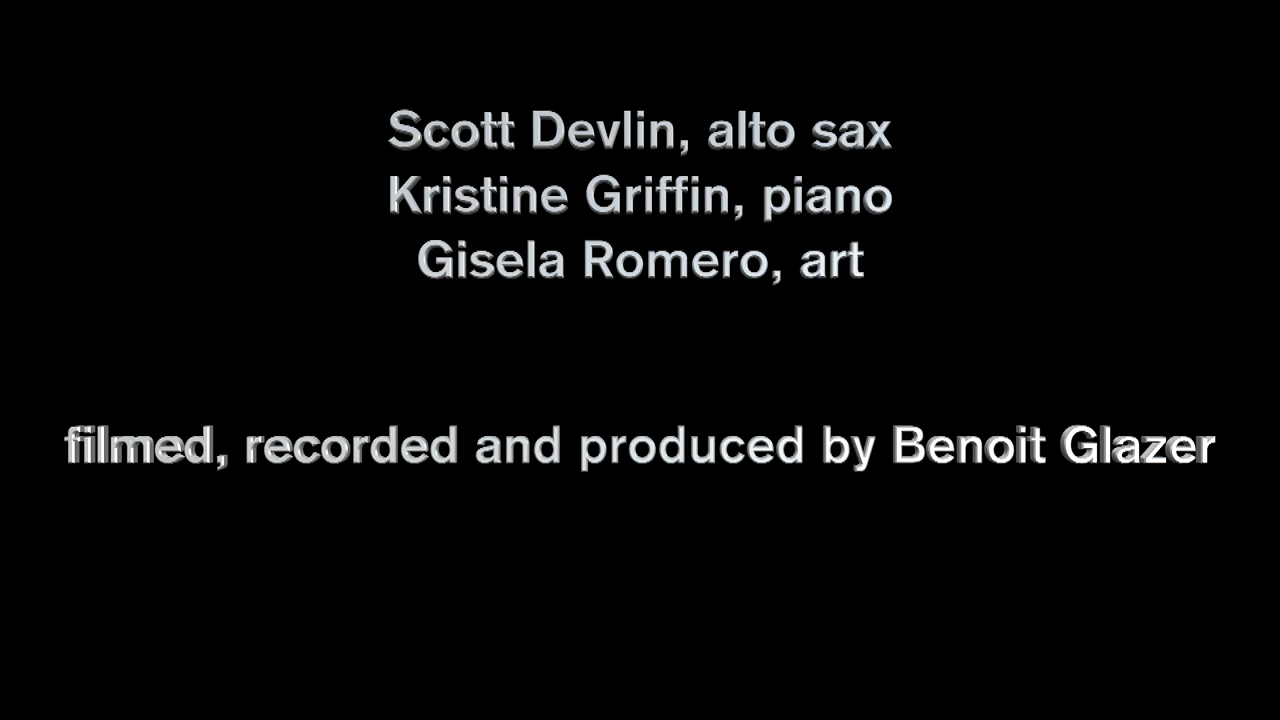 Scott Devlin, alto sax
Kristine Griffin, piano
Gisela Romero, art
filmed, recorded and produced by Benoit Glazer